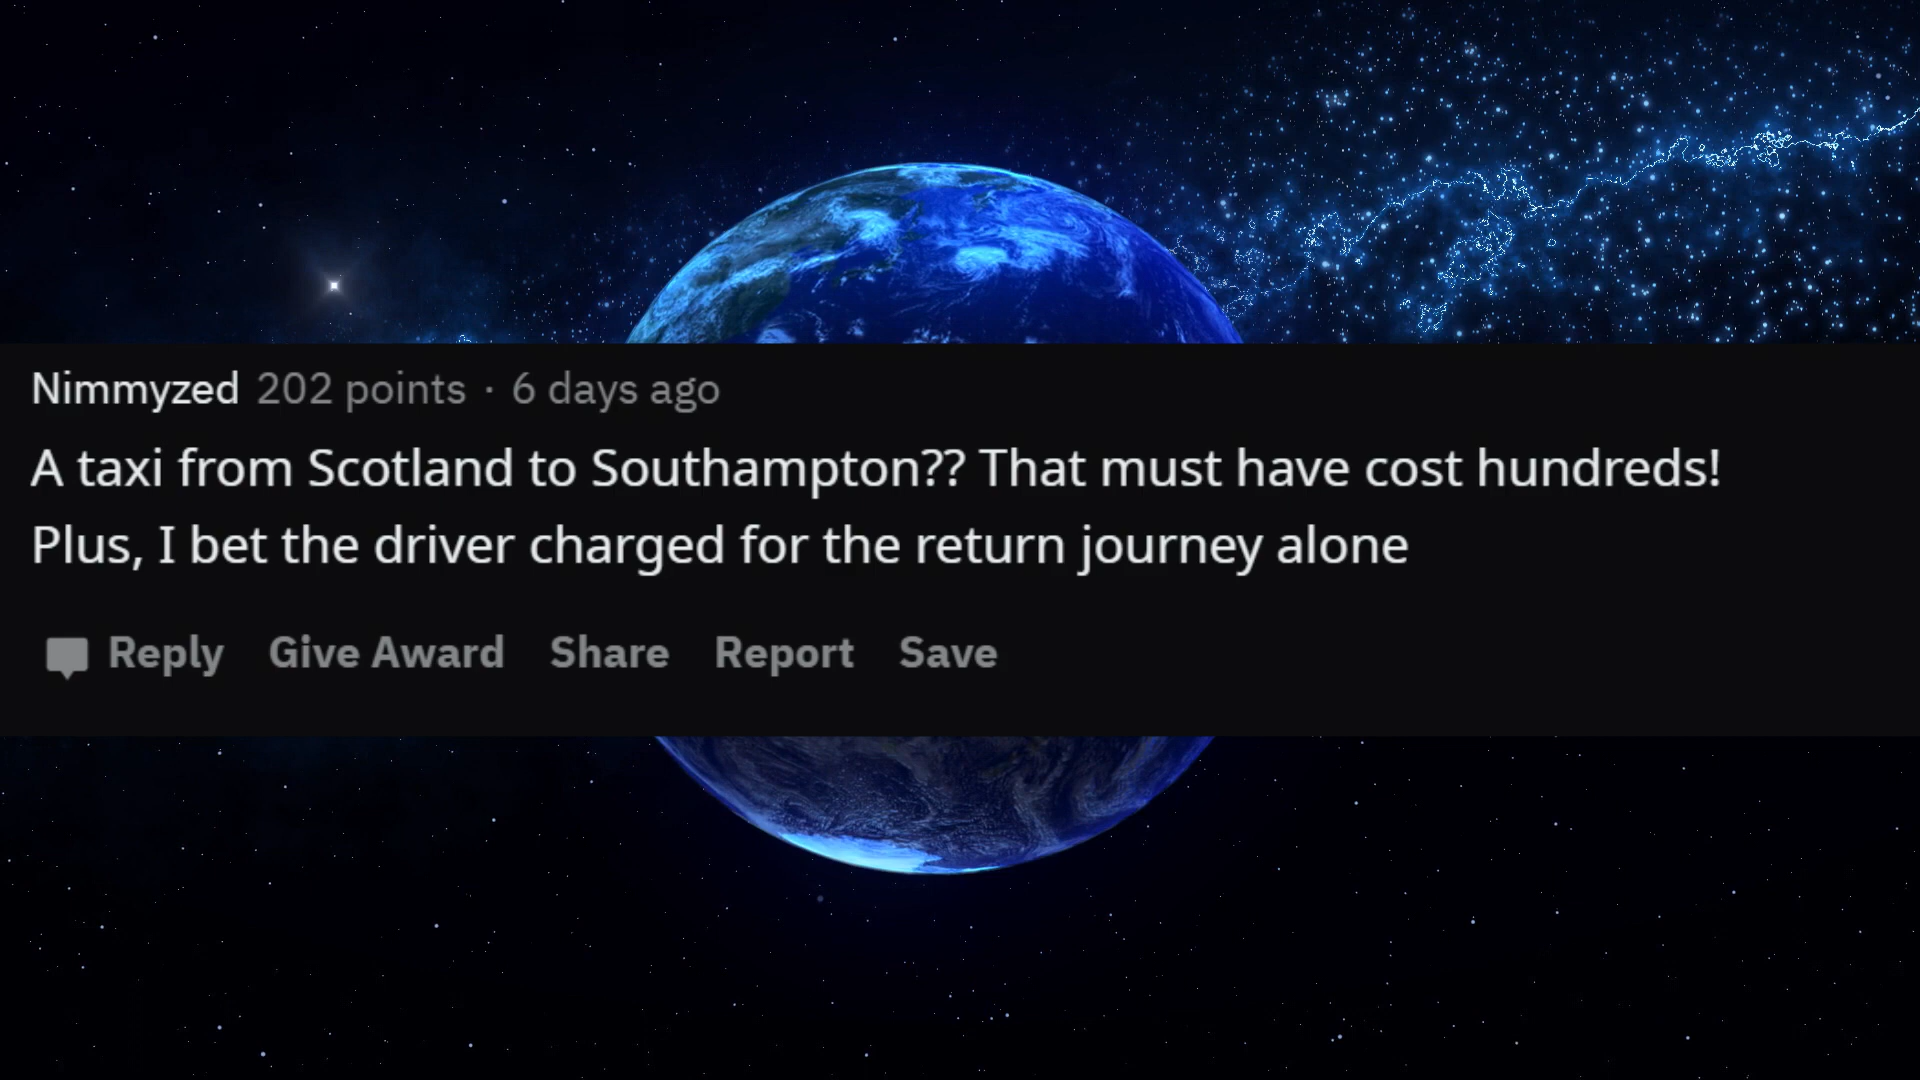 Nimmyzed 202 points · 6 days ago
A taxi from Scotland to Southampton?? That must have cost hundreds!
Plus, I bet the driver charged for the return journey alone
Reply Give Award Share Report Save